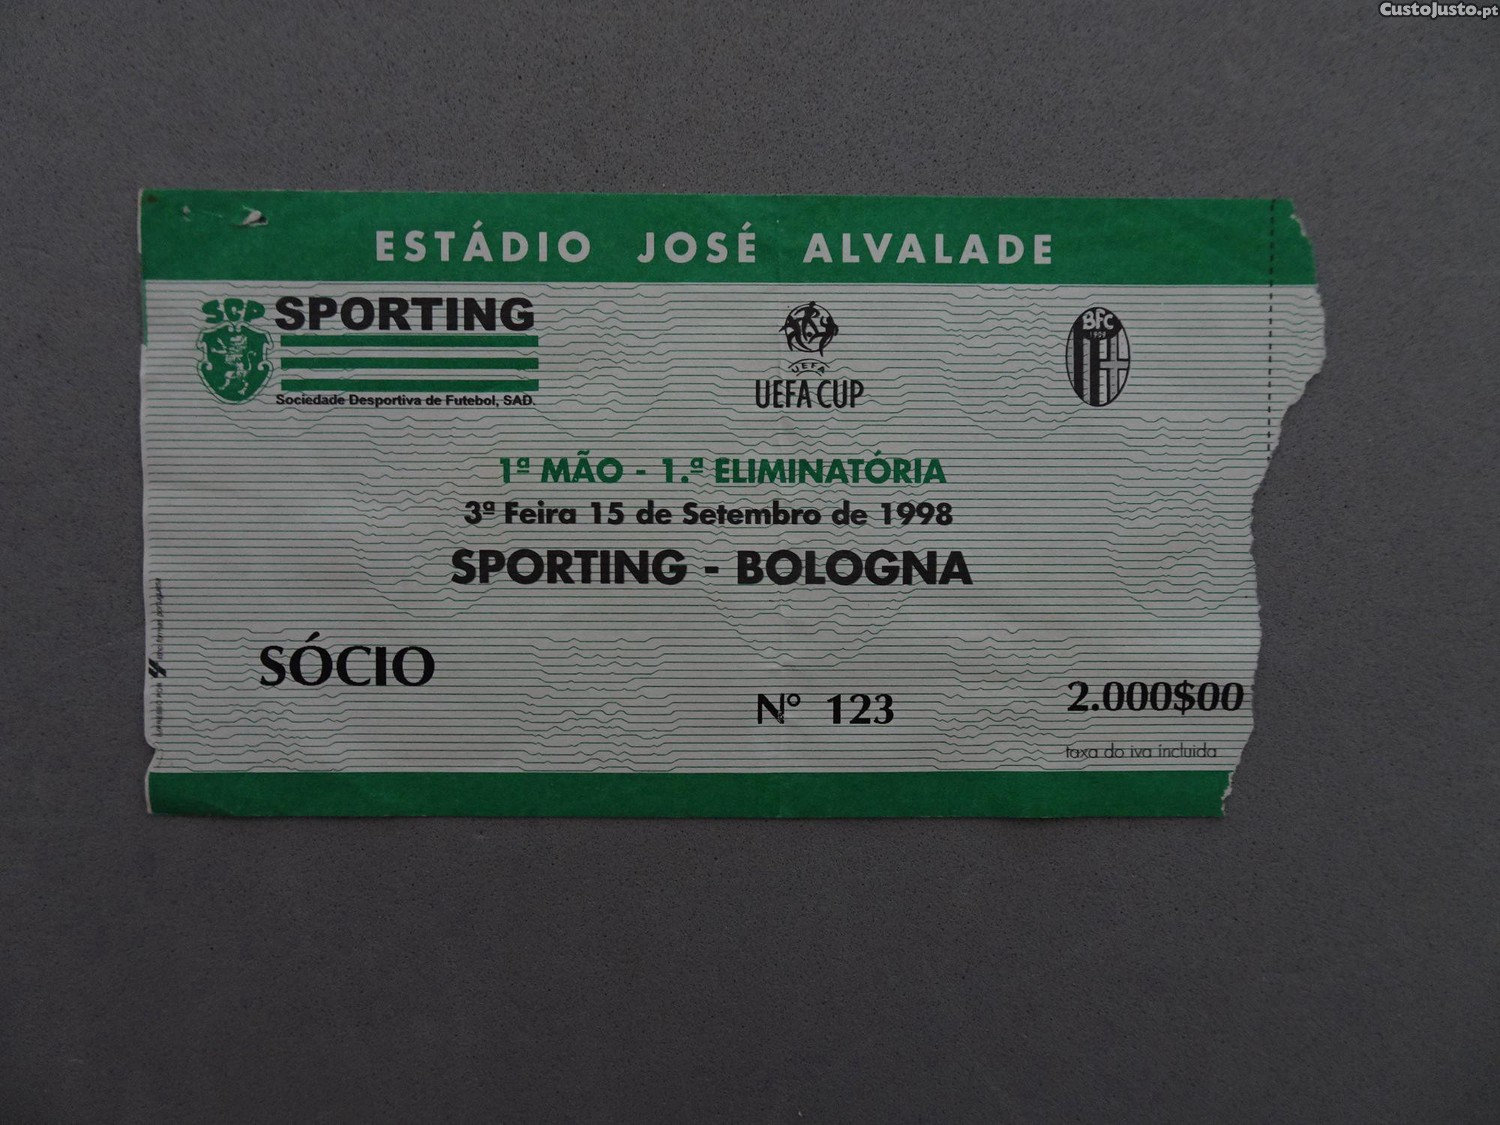 CustoJusto.pt
ESTÁDIO JOSÉ ALVALADE
SCP SPORTING
Sociedade Desportiva de Futebol, SAD.
UEFA
UEFA CUP
BFC
1909
1ª MÃO - 1.ª ELIMINATÓRIA
3ª Feira 15 de Setembro de 1998
SPORTING - BOLOGNA
SÓCIO
Nº 123
2.000$00
taxa do iva incluida